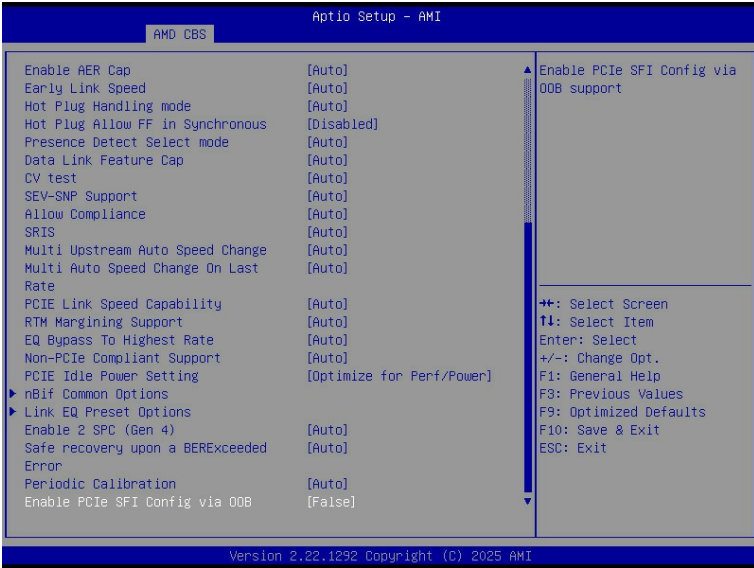 Aptio Setup – AMI
AMD CBS
Enable AER Cap [Auto]
Early Link Speed [Auto]
Hot Plug Handling mode [Auto]
Hot Plug Allow FF in Synchronous [Disabled]
Presence Detect Select mode [Auto]
Data Link Feature Cap [Auto]
CV test [Auto]
SEV-SNP Support [Auto]
Allow Compliance [Auto]
SRIS [Auto]
Multi Upstream Auto Speed Change [Auto]
Multi Auto Speed Change On Last [Auto]
Rate
PCIE Link Speed Capability [Auto]
RTM Margining Support [Auto]
EQ Bypass To Highest Rate [Auto]
Non-PCIe Compliant Support [Auto]
PCIE Idle Power Setting [Optimize for Perf/Power]
nBif Common Options
Link EQ Preset Options
Enable 2 SPC (Gen 4) [Auto]
Safe recovery upon a BERExceeded [Auto]
Error
Periodic Calibration [Auto]
Enable PCIe SFI Config via OOB [False]
Enable PCIe SFI Config via
OOB support
→←: Select Screen
↑↓: Select Item
Enter: Select
+/-: Change Opt.
F1: General Help
F3: Previous Values
F9: Optimized Defaults
F10: Save & Exit
ESC: Exit
Version 2.22.1292 Copyright (C) 2025 AMI